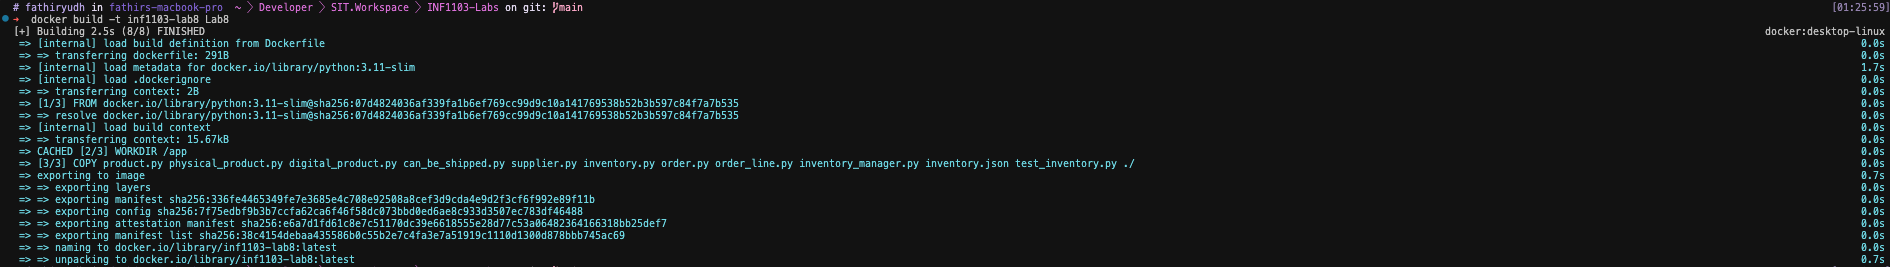 # fathiryudh in fathirs-macbook-pro ~ > Developer > SIT.Workspace > INF1103-Labs on git: main [01:25:59]
→ docker build -t inf1103-lab8 Lab8
[+] Building 2.5s (8/8) FINISHED docker:desktop-linux
=> [internal] load build definition from Dockerfile 0.0s
=> => transferring dockerfile: 291B 0.0s
=> [internal] load metadata for docker.io/library/python:3.11-slim 1.7s
=> [internal] load .dockerignore 0.0s
=> => transferring context: 2B 0.0s
=> [1/3] FROM docker.io/library/python:3.11-slim@sha256:07d4824036af339fa1b6ef769cc99d9c10a141769538b52b3b597c84f7a7b535 0.0s
=> => resolve docker.io/library/python:3.11-slim@sha256:07d4824036af339fa1b6ef769cc99d9c10a141769538b52b3b597c84f7a7b535 0.0s
=> [internal] load build context 0.0s
=> => transferring context: 15.67kB 0.0s
=> CACHED [2/3] WORKDIR /app 0.0s
=> [3/3] COPY product.py physical_product.py digital_product.py can_be_shipped.py supplier.py inventory.py order.py order_line.py inventory_manager.py inventory.json test_inventory.py ./ 0.0s
=> exporting to image 0.7s
=> => exporting layers 0.0s
=> => exporting manifest sha256:336fe4465349fe7e3685e4c708e92508a8cef3d9cda4e9d2f3cf6f992e89f11b 0.0s
=> => exporting config sha256:7f75edbf9b3b7ccfa62ca6f46f58dc073bbd0ed6ae8c933d3507ec783df46488 0.0s
=> => exporting attestation manifest sha256:e6a7d1fd61c8e7c51170dc39e6618555e28d77c53a06482364166318bb25def7 0.0s
=> => exporting manifest list sha256:38c4154debaa435586b0c55b2e7c4fa3e7a51919c1110d1300d878bbb745ac69 0.0s
=> => naming to docker.io/library/inf1103-lab8:latest 0.0s
=> => unpacking to docker.io/library/inf1103-lab8:latest 0.7s